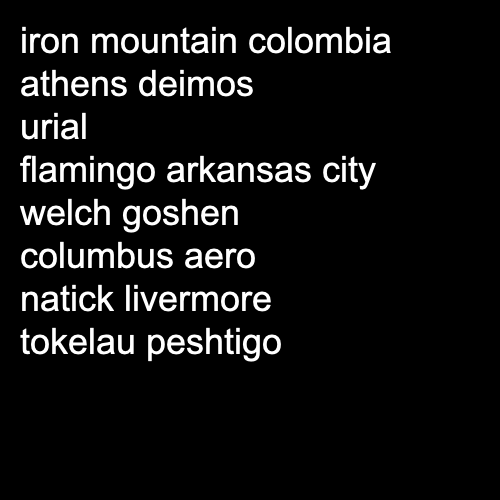 iron mountain colombia
athens deimos
urial
flamingo arkansas city
welch goshen
columbus aero
natick livermore
tokelau peshtigo